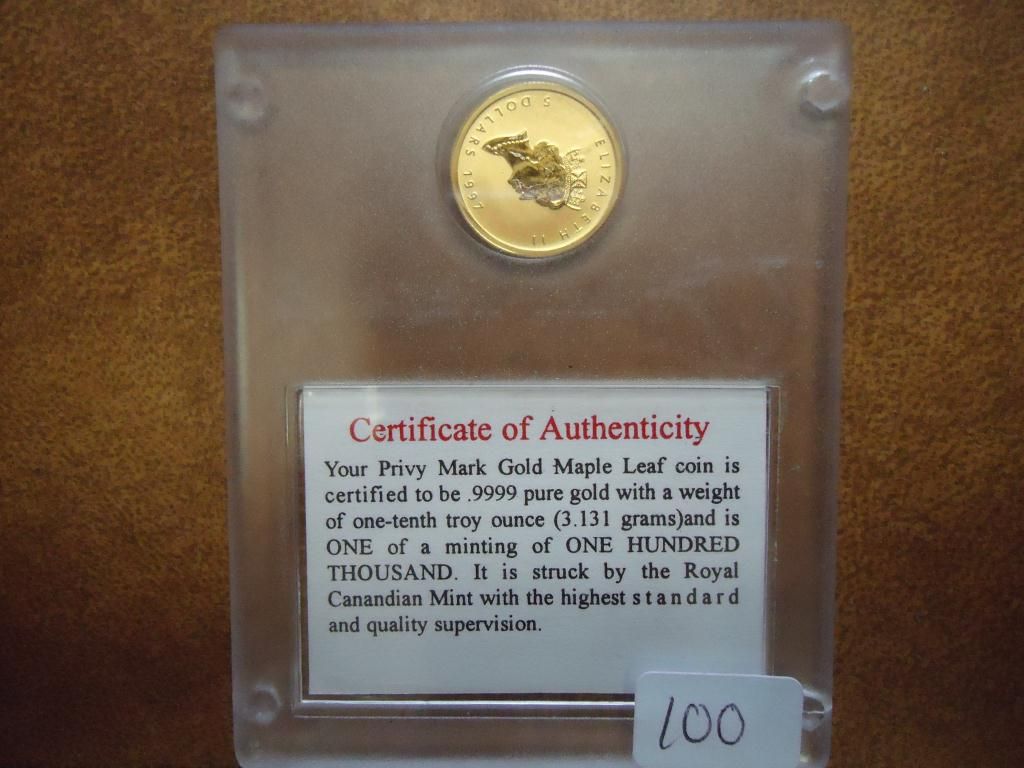 ELIZABETH II
5 DOLLARS 1997
Certificate of Authenticity
Your Privy Mark Gold Maple Leaf coin is
certified to be .9999 pure gold with a weight
of one-tenth troy ounce (3.131 grams)and is
ONE of a minting of ONE HUNDRED
THOUSAND. It is struck by the Royal
Canandian Mint with the highest standard
and quality supervision.
100